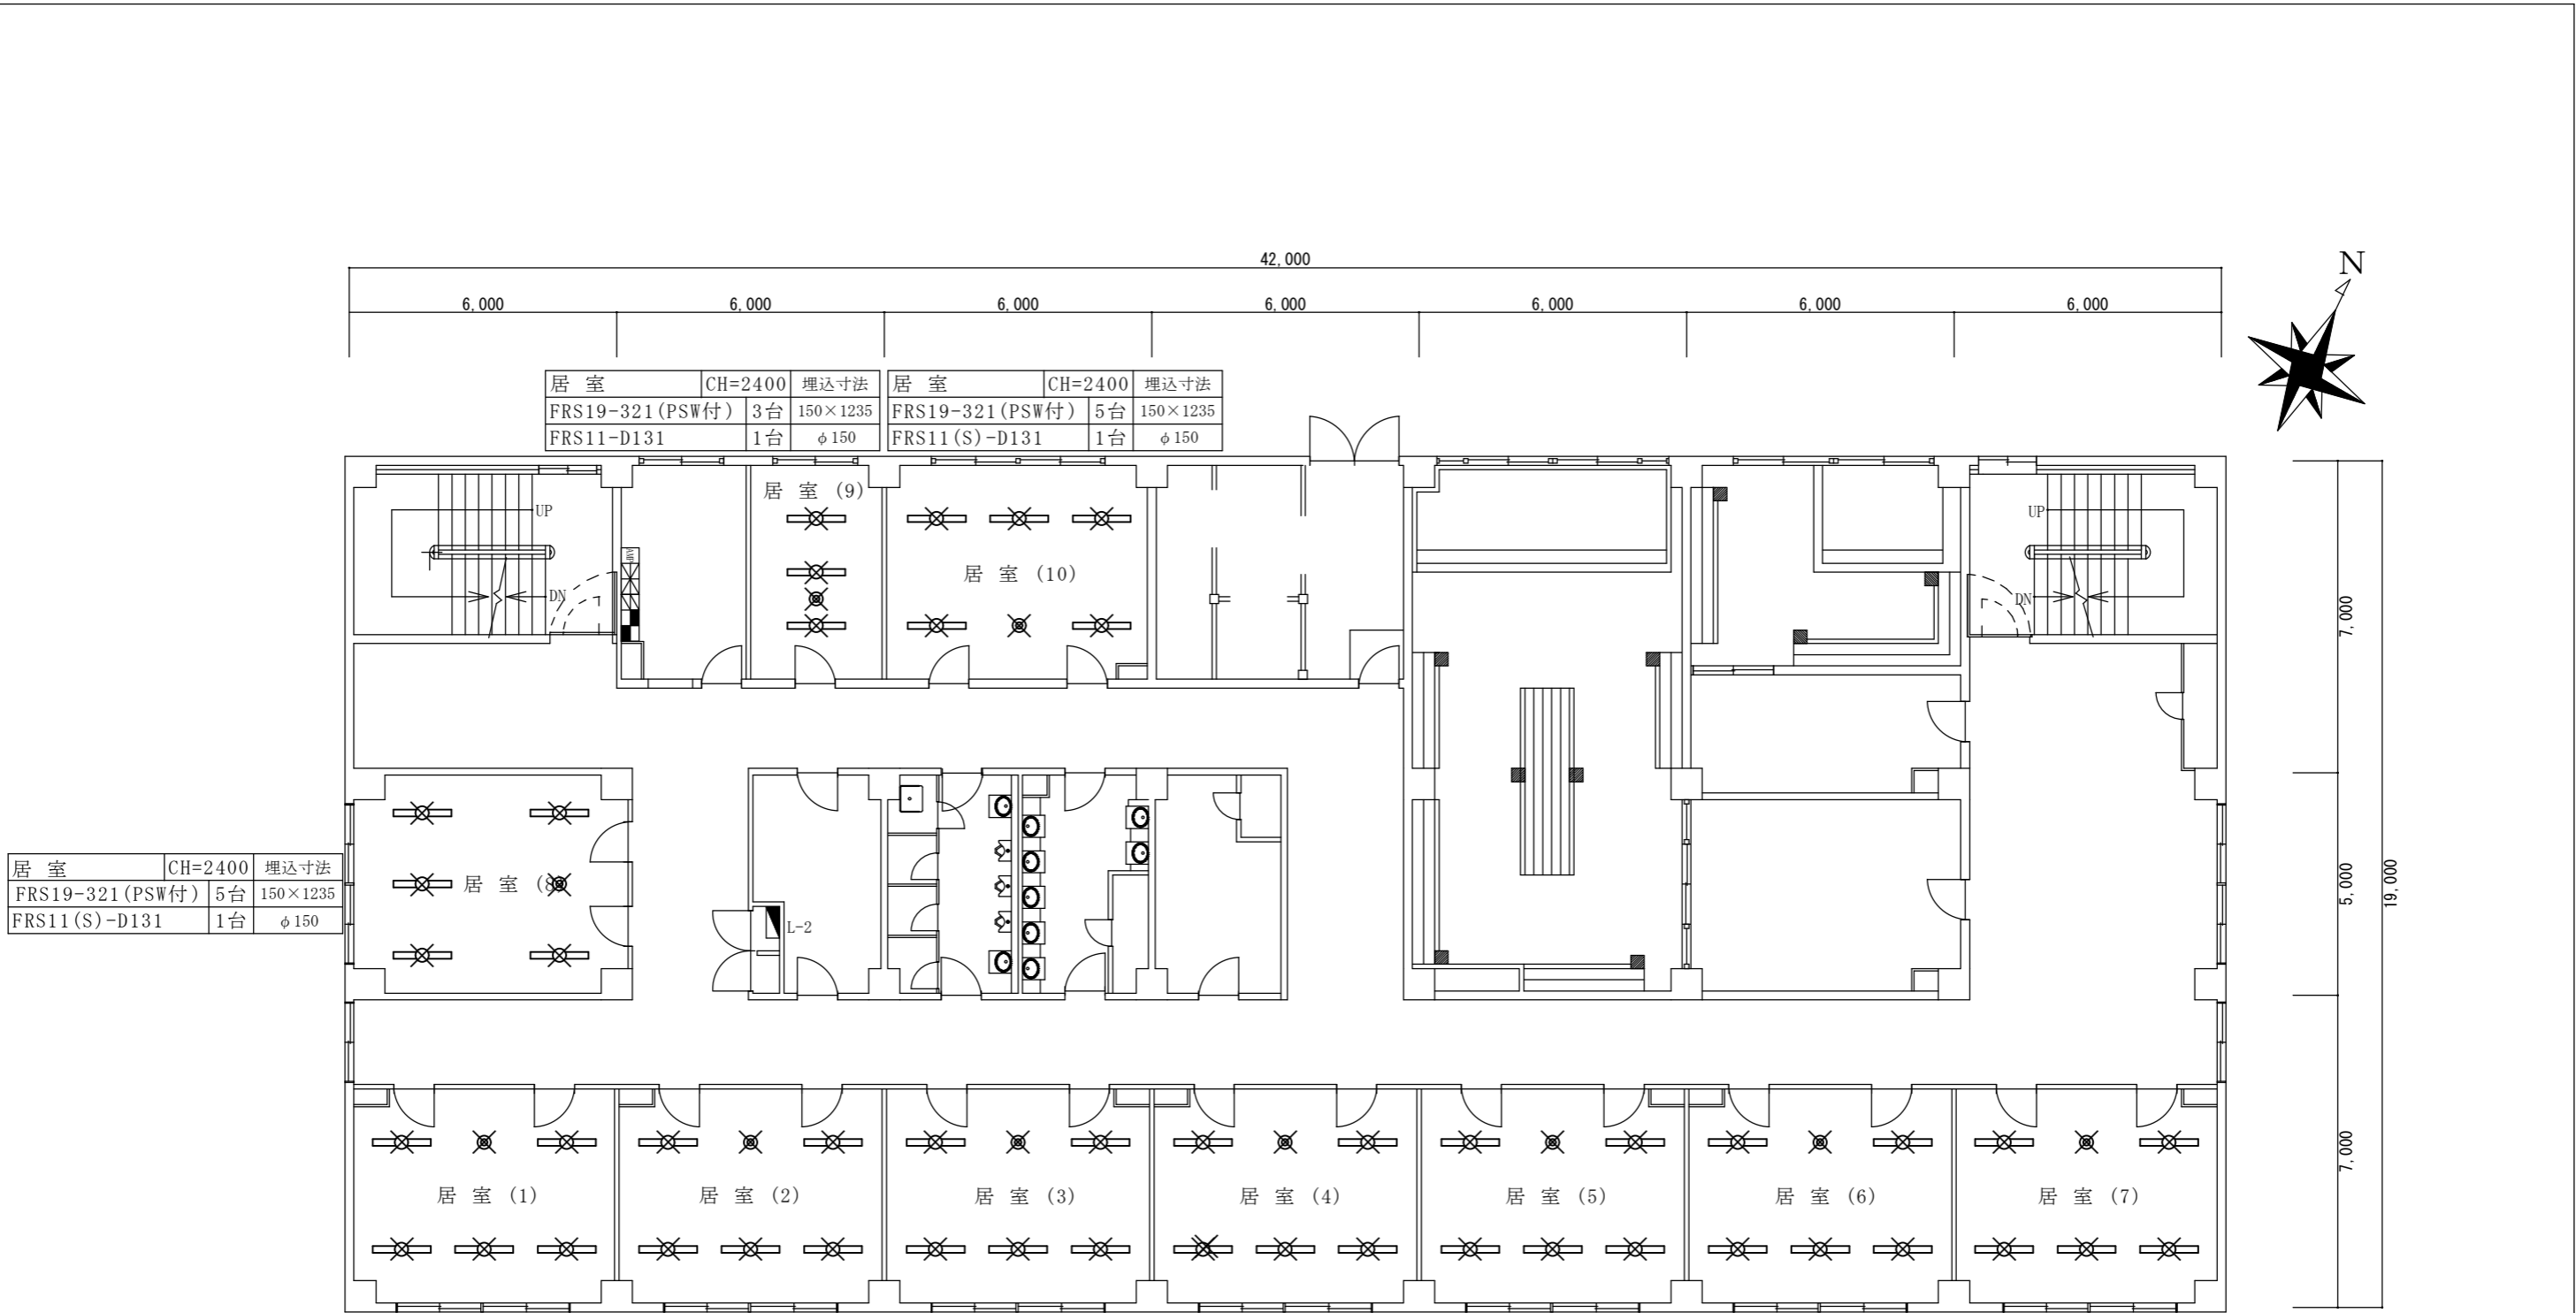 N
42,000
6,000 6,000 6,000 6,000 6,000 6,000 6,000
居 室 CH=2400 埋込寸法
FRS19-321(PSW付) 3台 150×1235
FRS11-D131 1台 φ150
居 室 CH=2400 埋込寸法
FRS19-321(PSW付) 5台 150×1235
FRS11(S)-D131 1台 φ150
居 室 (9)
UP
UP
居 室 (10)
DN
DN
7,000
居 室 CH=2400 埋込寸法
FRS19-321(PSW付) 5台 150×1235
FRS11(S)-D131 1台 φ150
居 室 (8
L-2
5,000
19,000
7,000
居 室 (1)
居 室 (2)
居 室 (3)
居 室 (4)
居 室 (5)
居 室 (6)
居 室 (7)